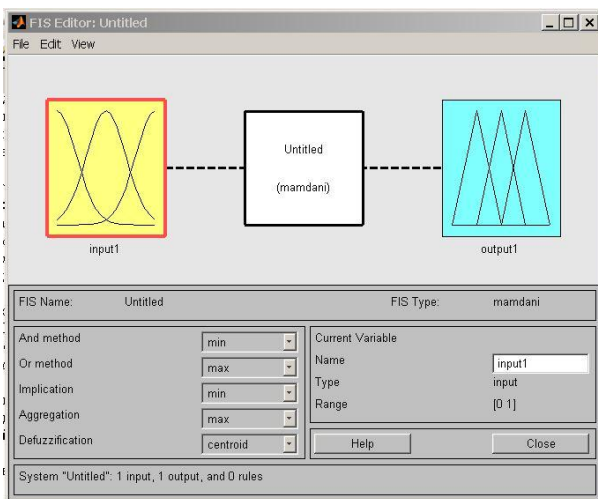 FIS Editor: Untitled
File Edit View
Untitled
(mamdani)
input1
output1
FIS Name: Untitled FIS Type: mamdani
And method min
Or method max
Implication min
Aggregation max
Defuzzification centroid
Current Variable
Name input1
Type input
Range [0 1]
Help Close
System "Untitled": 1 input, 1 output, and 0 rules